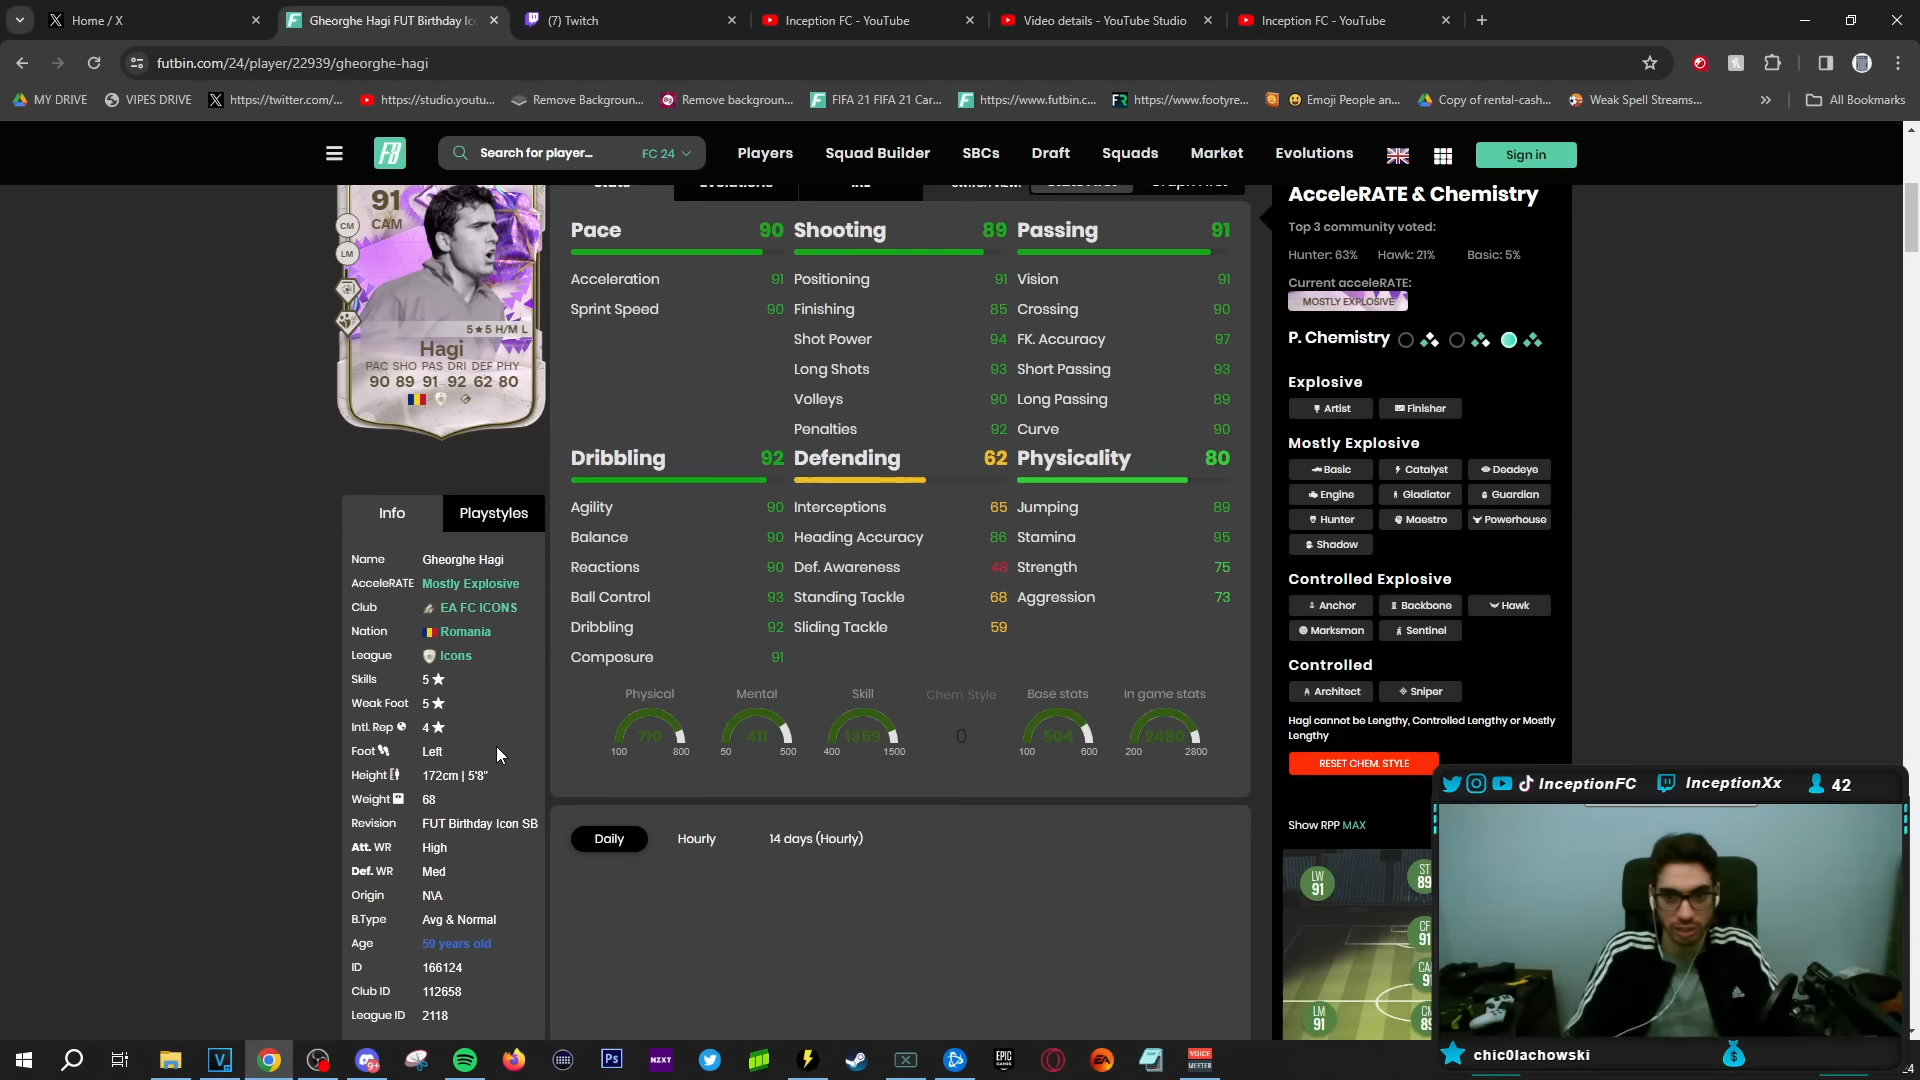 Home / X
Gheorghe Hagi FUT Birthday Ic
(7) Twitch
Inception FC - YouTube
Video details - YouTube Studio
Inception FC - YouTube
futbin.com/24/player/22939/gheorghe-hagi
MY DRIVE
VIPES DRIVE
https://twitter.com/...
https://studio.youtu...
Remove Backgroun...
Remove backgroun...
FIFA 21 FIFA 21 Car...
https://www.futbin.c...
https://www.footyre...
Emoji People an...
Copy of rental-cash...
Weak Spell Streams...
All Bookmarks
Search for player...
FC 24
Players
Squad Builder
SBCs
Draft
Squads
Market
Evolutions
Sign in
91
CAM
CM
LM
5★5 H/M L
Hagi
PAC SHO PAS DRI DEF PHY
90 89 91 92 62 80
Pace 90
Acceleration 91
Sprint Speed 90
Shooting 89
Positioning 91
Finishing 85
Shot Power 94
Long Shots 93
Volleys 90
Penalties 92
Passing 91
Vision 91
Crossing 90
FK. Accuracy 97
Short Passing 93
Long Passing 89
Curve 90
Dribbling 92
Agility 90
Balance 90
Reactions 90
Ball Control 93
Dribbling 92
Composure 91
Defending 62
Interceptions 65
Heading Accuracy 86
Def. Awareness 48
Standing Tackle 68
Sliding Tackle 59
Physicality 80
Jumping 89
Stamina 95
Strength 75
Aggression 73
Physical
710
100 800
Mental
411
50 500
Skill
1359
400 1500
Chem. Style
0
Base stats
504
100 600
In game stats
2480
200 2800
Daily
Hourly
14 days (Hourly)
Info
Playstyles
Name Gheorghe Hagi
AcceleRATE Mostly Explosive
Club EA FC ICONS
Nation Romania
League Icons
Skills 5 ★
Weak Foot 5 ★
Intl. Rep 4 ★
Foot Left
Height 172cm | 5'8"
Weight 68
Revision FUT Birthday Icon SB
Att. WR High
Def. WR Med
Origin N\A
B.Type Avg & Normal
Age 59 years old
ID 166124
Club ID 112658
League ID 2118
AcceleRATE & Chemistry
Top 3 community voted:
Hunter: 63% Hawk: 21% Basic: 5%
Current acceleRATE:
MOSTLY EXPLOSIVE
P. Chemistry
Explosive
Artist
Finisher
Mostly Explosive
Basic
Catalyst
Deadeye
Engine
Gladiator
Guardian
Hunter
Maestro
Powerhouse
Shadow
Controlled Explosive
Anchor
Backbone
Hawk
Marksman
Sentinel
Controlled
Architect
Sniper
Hagi cannot be Lengthy, Controlled Lengthy or Mostly
Lengthy
RESET CHEM. STYLE
Show RPP MAX
LW
91
ST
89
CF
91
CA
91
LM
91
89
InceptionFC
InceptionXx
42
chic0lachowski
Ps
NZXT
9+
EPIC
GAMES
EA
VOICE
MEETER
24